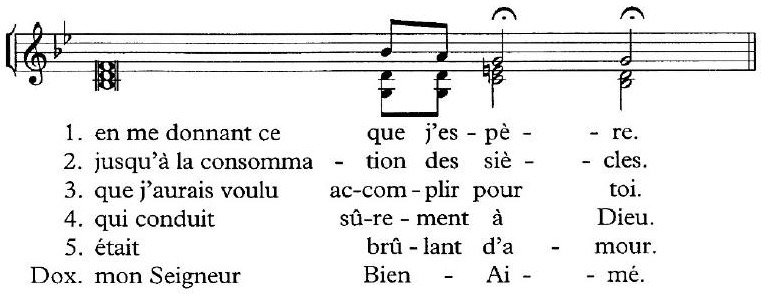 1. en me donnant ce que j'es - pè - - re.
2. jusqu'à la consomma - tion des siè - - cles.
3. que j'aurais voulu ac-com-plir pour toi.
4. qui conduit sû-re-ment à Dieu.
5. était brû-lant d'a - mour.
Dox. mon Seigneur Bien - Ai - - mé.